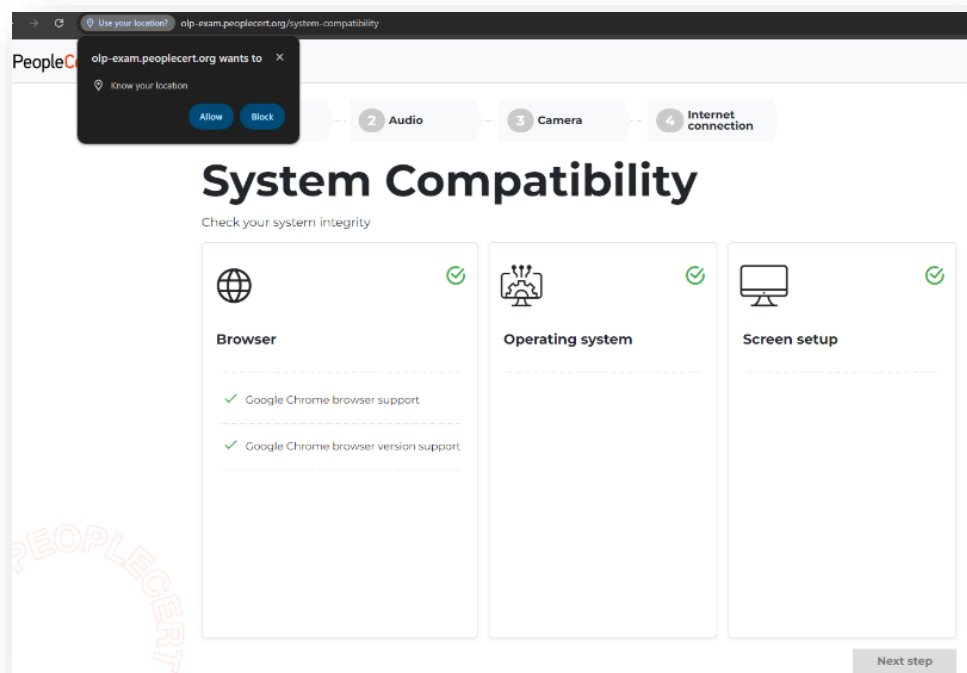 Use your location? olp-exam.peoplecert.org/system-compatibility
olp-exam.peoplecert.org wants to
Know your location
Allow Block
2 Audio
3 Camera
4 Internet connection
System Compatibility
Check your system integrity
Browser
Google Chrome browser support
Google Chrome browser version support
Operating system
Screen setup
PEOPLECERT
Next step